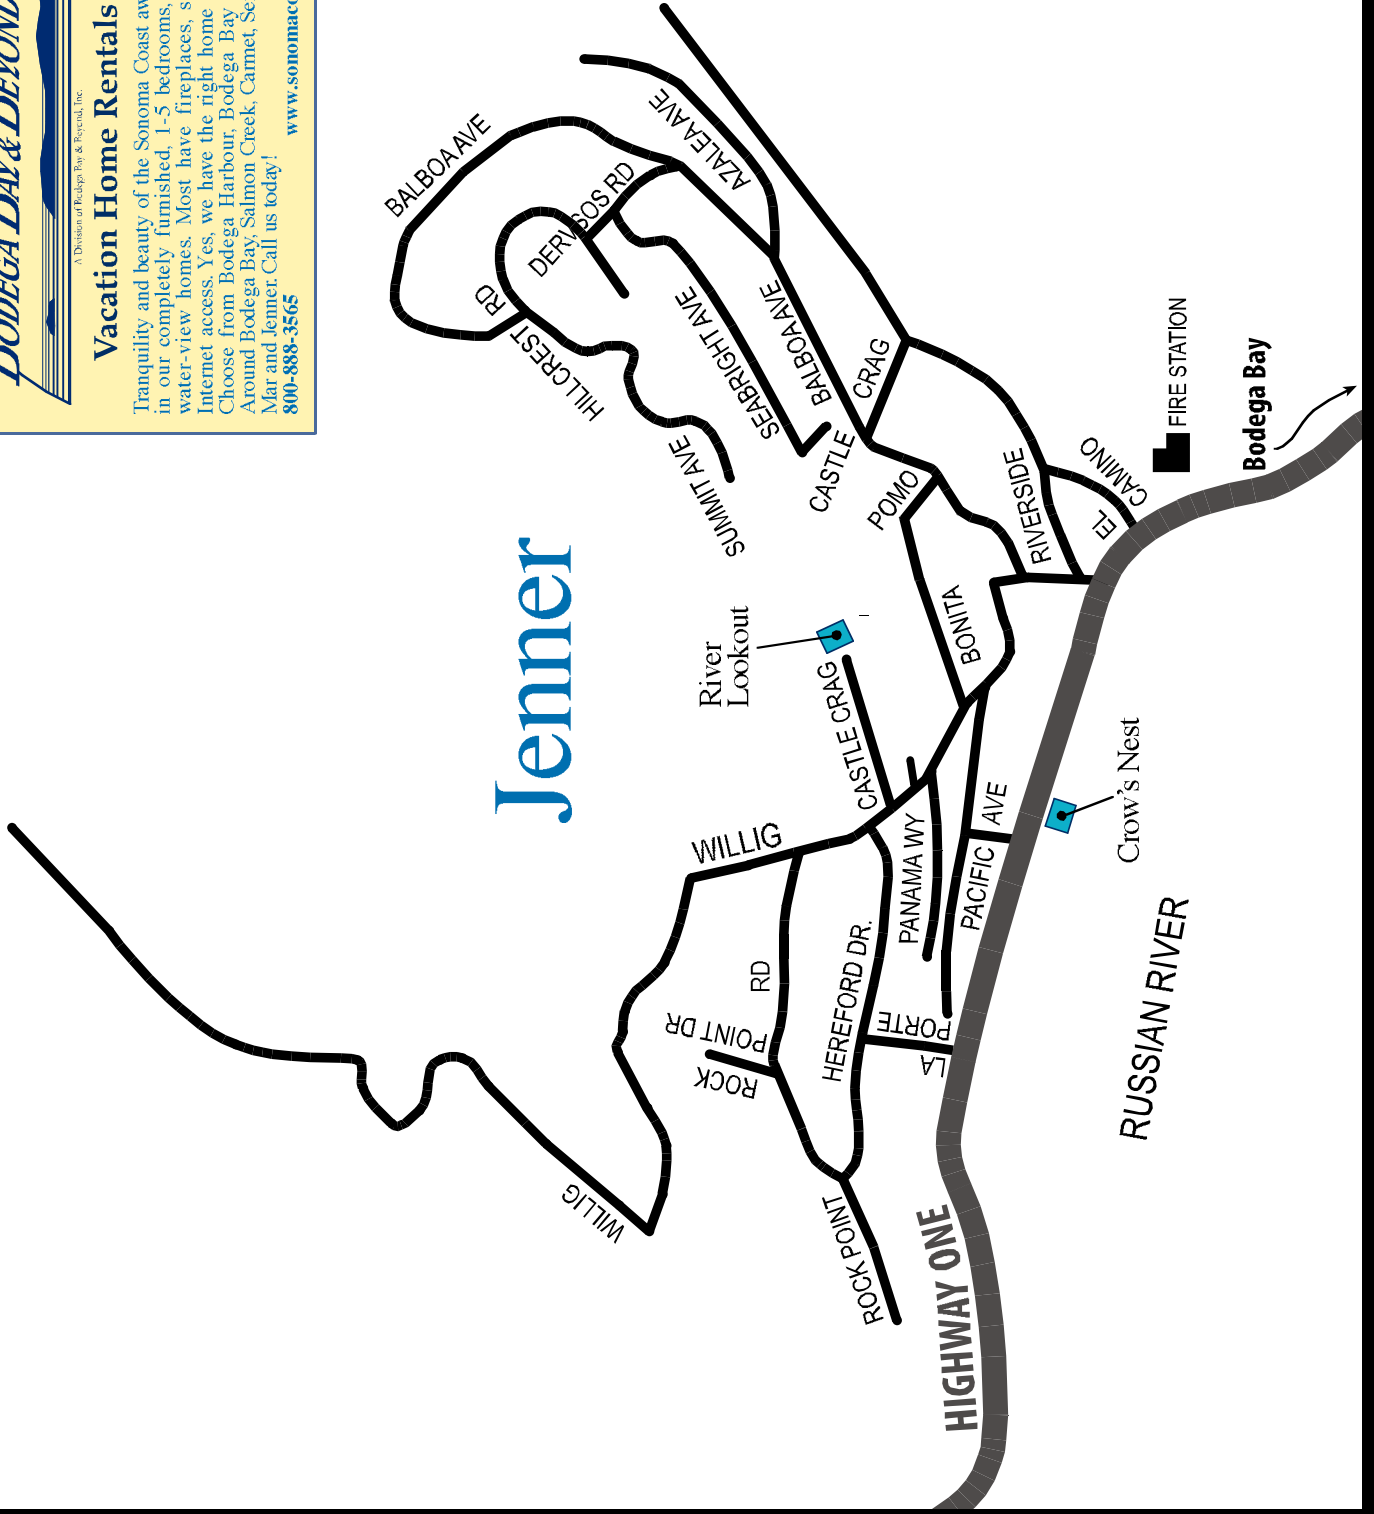 BODEGA BAY & BEYOND
A Division of Bodega Bay & Beyond, Inc.
Vacation Home Rentals
Tranquility and beauty of the Sonoma Coast
in our completely furnished, 1-5 bedrooms,
water-view homes. Most have fireplaces,
Internet access. Yes, we have the right home
Choose from Bodega Harbour, Bodega Bay
Around Bodega Bay, Salmon Creek, Carmet,
Mar and Jenner. Call us today!
800-888-3565
Jenner
BALBOA AVE
AZALEA AVE
DERVISOS RD
HILLCREST
RD
SEABRIGHT AVE
BALBOA AVE
SUMMIT AVE
CASTLE
CRAG
POMO
RIVERSIDE
EL
CAMINO
FIRE STATION
Bodega Bay
River
Lookout
BONITA
CASTLE CRAG
WILLIG
PANAMA WY
PACIFIC
AVE
Crow's Nest
RD
ROCK
POINT DR
HEREFORD DR.
LA
PORTE
RUSSIAN RIVER
WILLIG
ROCK POINT
HIGHWAY ONE